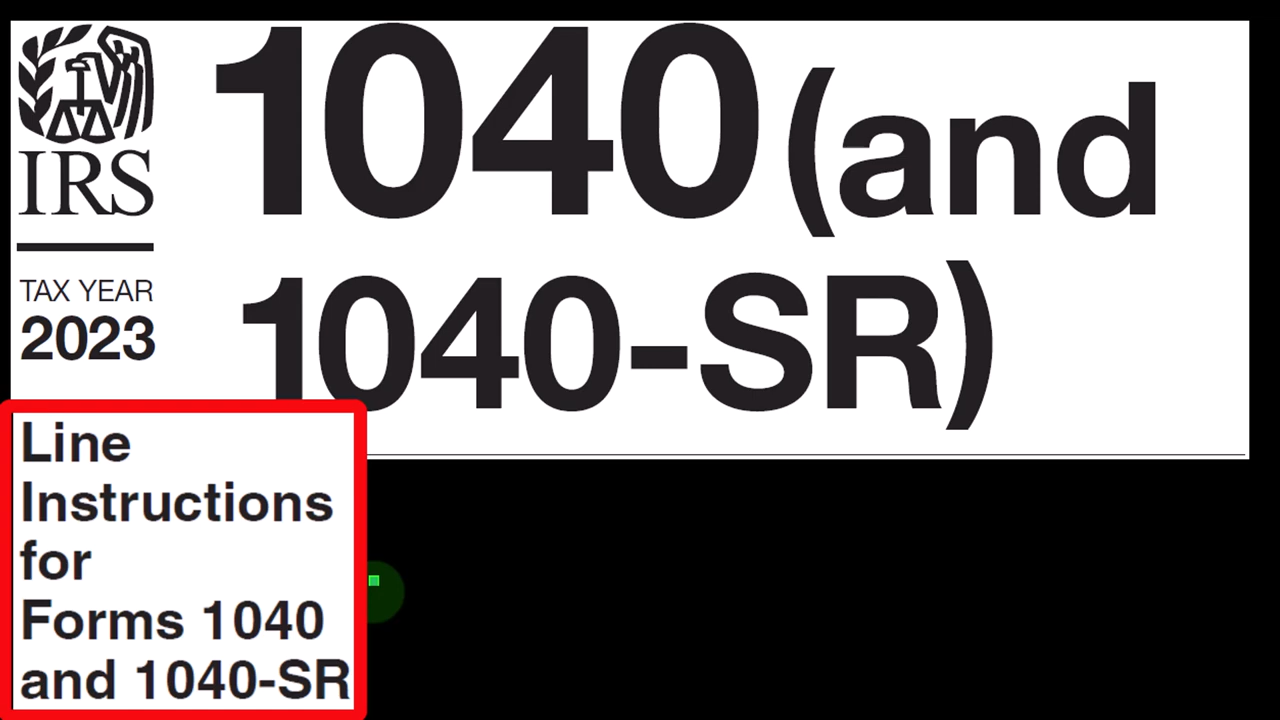 IRS
TAX YEAR
2023
1040 (and
1040-SR)
Line
Instructions
for
Forms 1040
and 1040-SR